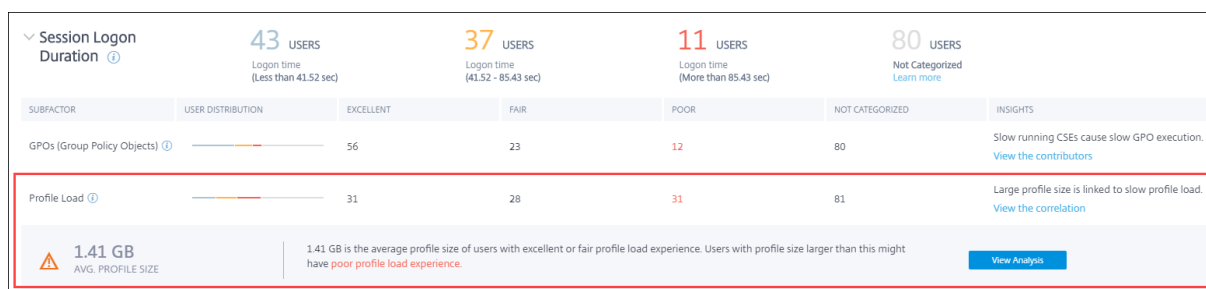 Session Logon Duration
43 USERS
Logon time
(Less than 41.52 sec)
37 USERS
Logon time
(41.52 - 85.43 sec)
11 USERS
Logon time
(More than 85.43 sec)
80 USERS
Not Categorized
Learn more
SUBFACTOR USER DISTRIBUTION EXCELLENT FAIR POOR NOT CATEGORIZED INSIGHTS
GPOs (Group Policy Objects) 56 23 12 80
Slow running CSEs cause slow GPO execution.
View the contributors
Profile Load 31 28 31 81
Large profile size is linked to slow profile load.
View the correlation
1.41 GB
AVG. PROFILE SIZE
1.41 GB is the average profile size of users with excellent or fair profile load experience. Users with profile size larger than this might
have poor profile load experience.
View Analysis